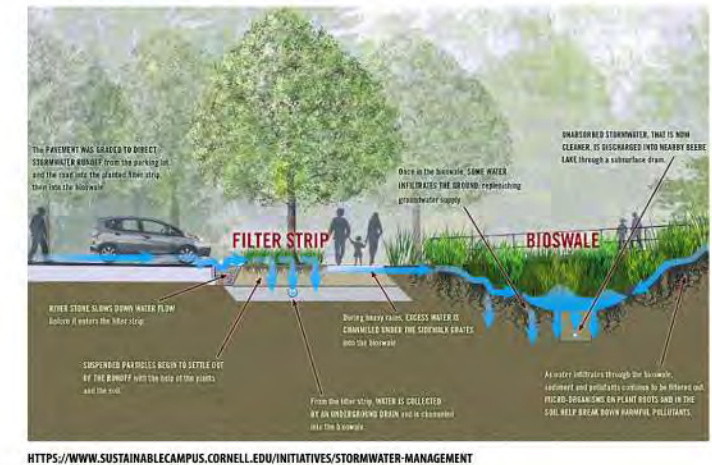 The PAVEMENT WAS GRADED TO DIRECT
STORMWATER RUNOFF from the parking lot
and the road into the planted filter strip
then into the bioswale
UNABSORBED STORMWATER, THAT IS NOW
CLEANER, IS DISCHARGED INTO NEARBY BEEBE
LAKE through a subsurface drain.
Once in the bioswale, SOME WATER
INFILTRATES THE GROUND, replenishing
groundwater supply.
FILTER STRIP
BIOSWALE
RIVER STONE SLOWS DOWN WATER FLOW
before it enters the filter strip.
During heavy rains, EXCESS WATER IS
CHANNELED UNDER THE SIDEWALK GRATES
into the bioswale
SUSPENDED PARTICLES BEGIN TO SETTLE OUT
OF THE RUNOFF with the help of the plants
and the soil.
As water infiltrates through the bioswale,
sediment and pollutants continue to be filtered out.
MICRO-ORGANISMS ON PLANT ROOTS AND IN THE
SOIL HELP BREAK DOWN HARMFUL POLLUTANTS.
From the filter strip, WATER IS COLLECTED
BY AN UNDERGROUND DRAIN and is channeled
into the bioswale.
HTTPS://WWW.SUSTAINABLECAMPUS.CORNELL.EDU/INITIATIVES/STORMWATER-MANAGEMENT